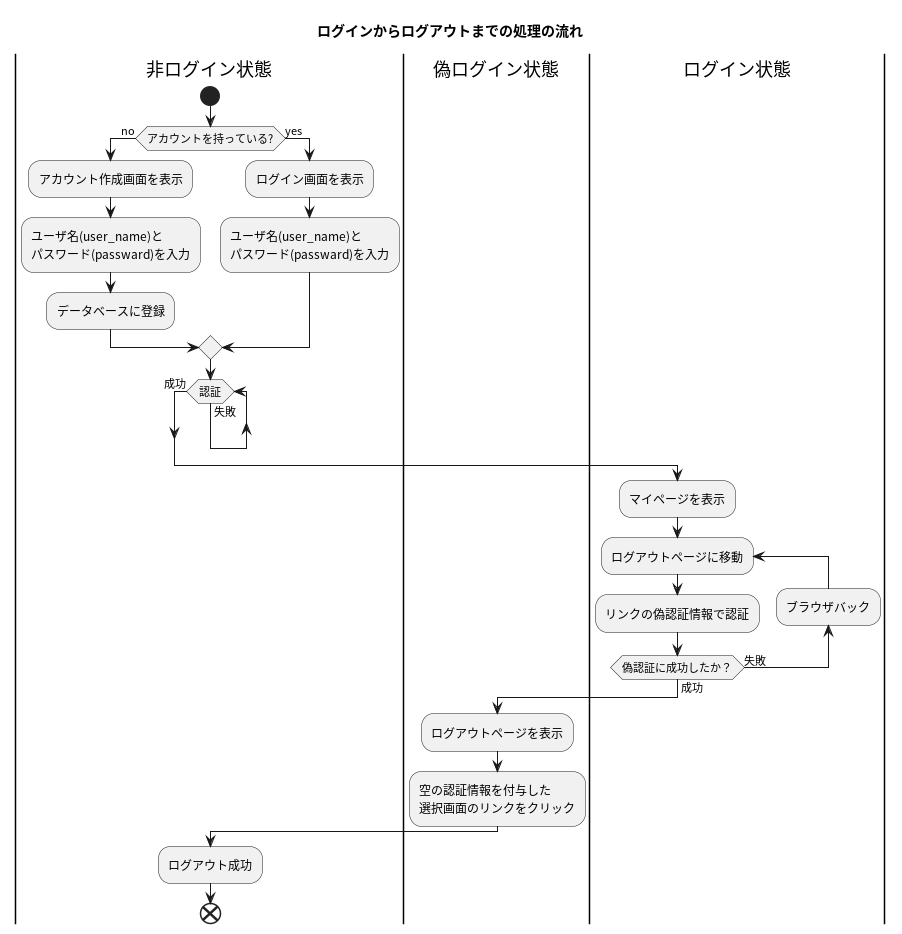 ログインからログアウトまでの処理の流れ
非ログイン状態
偽ログイン状態
ログイン状態
アカウントを持っている?
no
yes
アカウント作成画面を表示
ログイン画面を表示
ユーザ名(user_name)と
パスワード(passward)を入力
ユーザ名(user_name)と
パスワード(passward)を入力
データベースに登録
認証
成功
失敗
マイページを表示
ログアウトページに移動
ブラウザバック
リンクの偽認証情報で認証
偽認証に成功したか？
失敗
成功
ログアウトページを表示
空の認証情報を付与した
選択画面のリンクをクリック
ログアウト成功